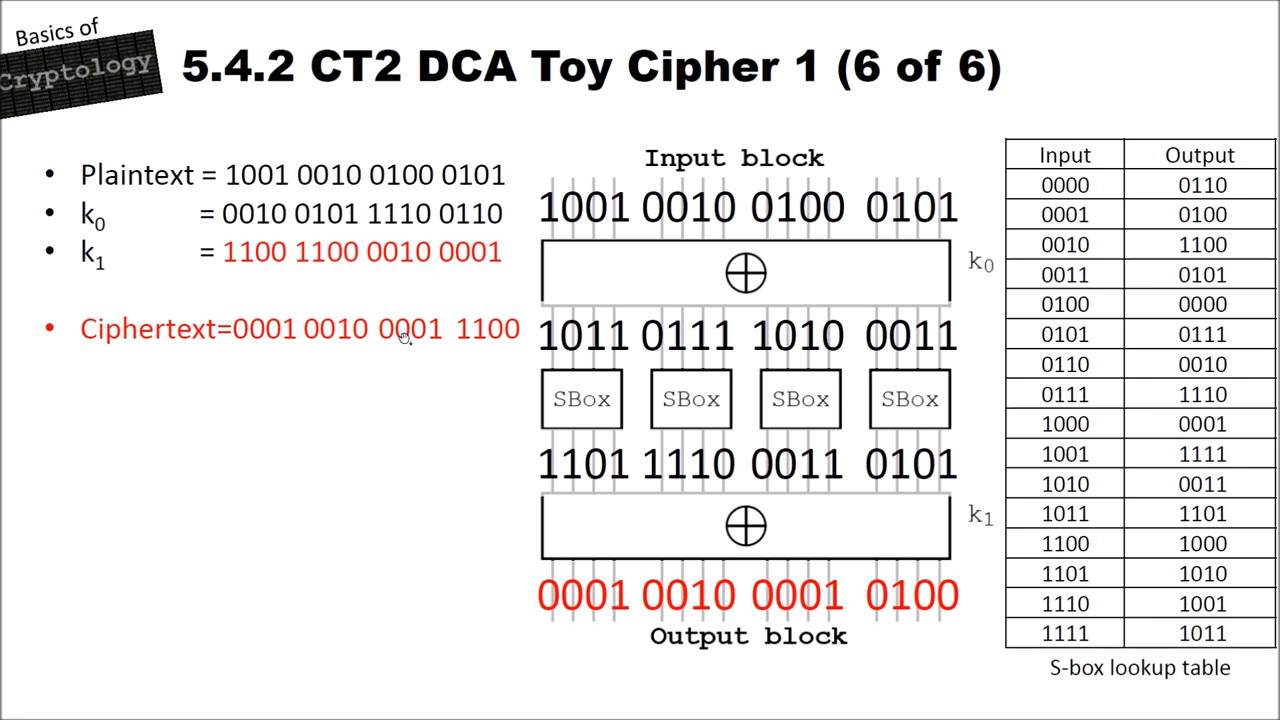 Basics of
Cryptology
5.4.2 CT2 DCA Toy Cipher 1 (6 of 6)
• Plaintext = 1001 0010 0100 0101
• k0 = 0010 0101 1110 0110
• k1 = 1100 1100 0010 0001
• Ciphertext=0001 0010 0001 1100
Input block
1001 0010 0100 0101
k0
1011 0111 1010 0011
SBox SBox SBox SBox
1101 1110 0011 0101
k1
0001 0010 0001 0100
Output block
Input Output
0000 0110
0001 0100
0010 1100
0011 0101
0100 0000
0101 0111
0110 0010
0111 1110
1000 0001
1001 1111
1010 0011
1011 1101
1100 1000
1101 1010
1110 1001
1111 1011
S-box lookup table